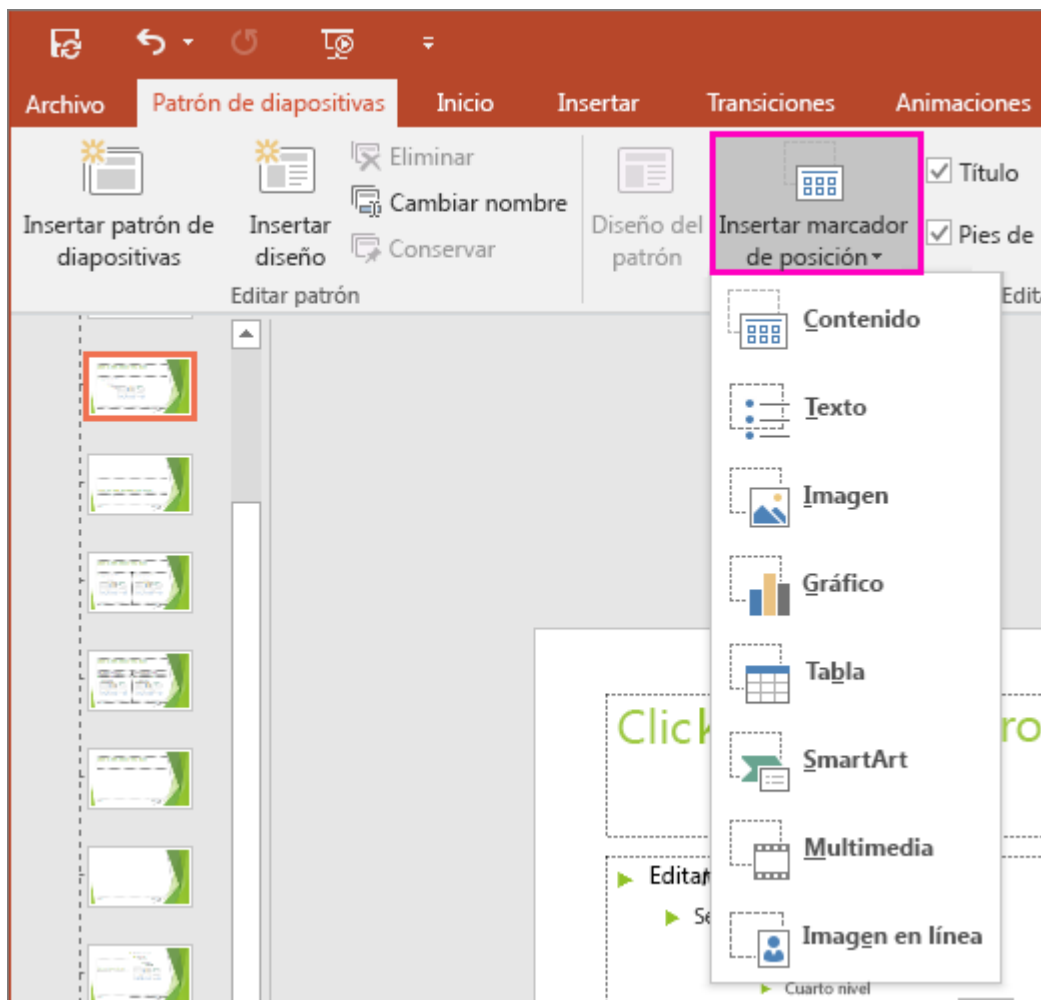 Archivo Patrón de diapositivas Inicio Insertar Transiciones Animaciones
Insertar patrón de
diapositivas
Insertar
diseño
Eliminar
Cambiar nombre
Conservar
Editar patrón
Diseño del
patrón
Insertar marcador
de posición
Título
Pies de
Contenido
Texto
Imagen
Gráfico
Tabla
SmartArt
Multimedia
Imagen en línea
Click
Cuarto nivel